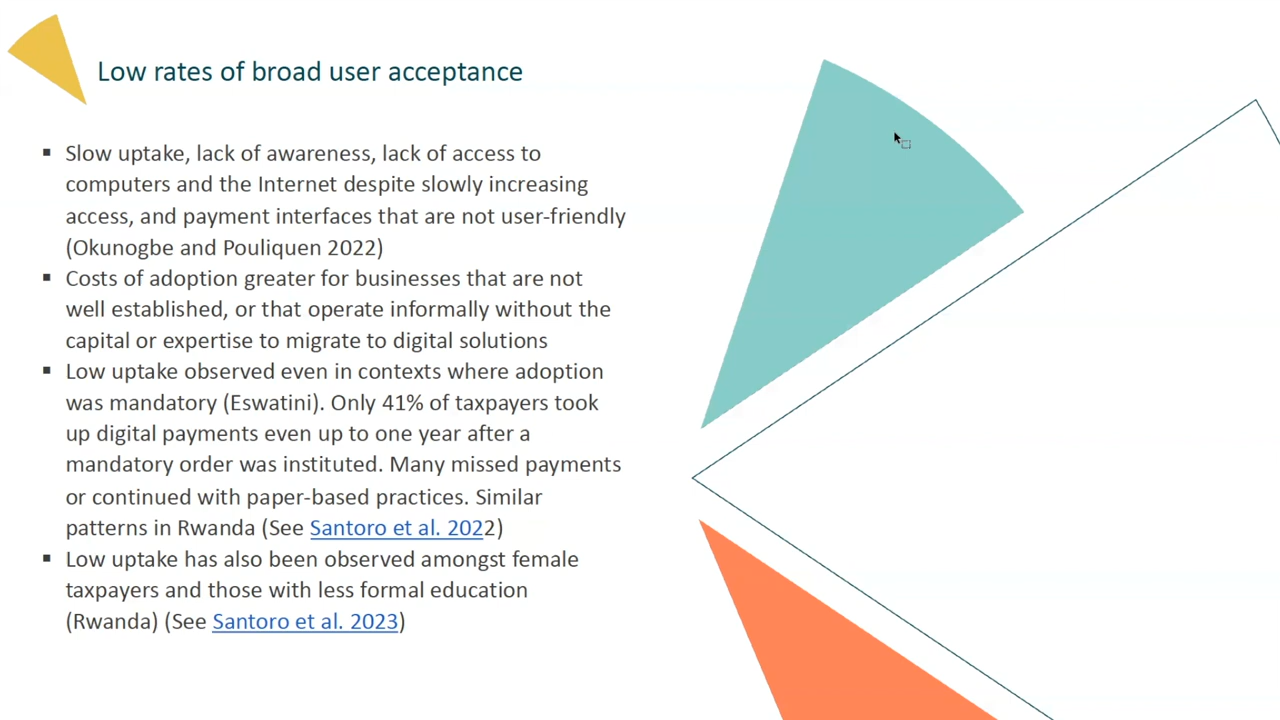 Low rates of broad user acceptance
▪ Slow uptake, lack of awareness, lack of access to
computers and the Internet despite slowly increasing
access, and payment interfaces that are not user-friendly
(Okunogbe and Pouliquen 2022)
▪ Costs of adoption greater for businesses that are not
well established, or that operate informally without the
capital or expertise to migrate to digital solutions
▪ Low uptake observed even in contexts where adoption
was mandatory (Eswatini). Only 41% of taxpayers took
up digital payments even up to one year after a
mandatory order was instituted. Many missed payments
or continued with paper-based practices. Similar
patterns in Rwanda (See Santoro et al. 2022)
▪ Low uptake has also been observed amongst female
taxpayers and those with less formal education
(Rwanda) (See Santoro et al. 2023)